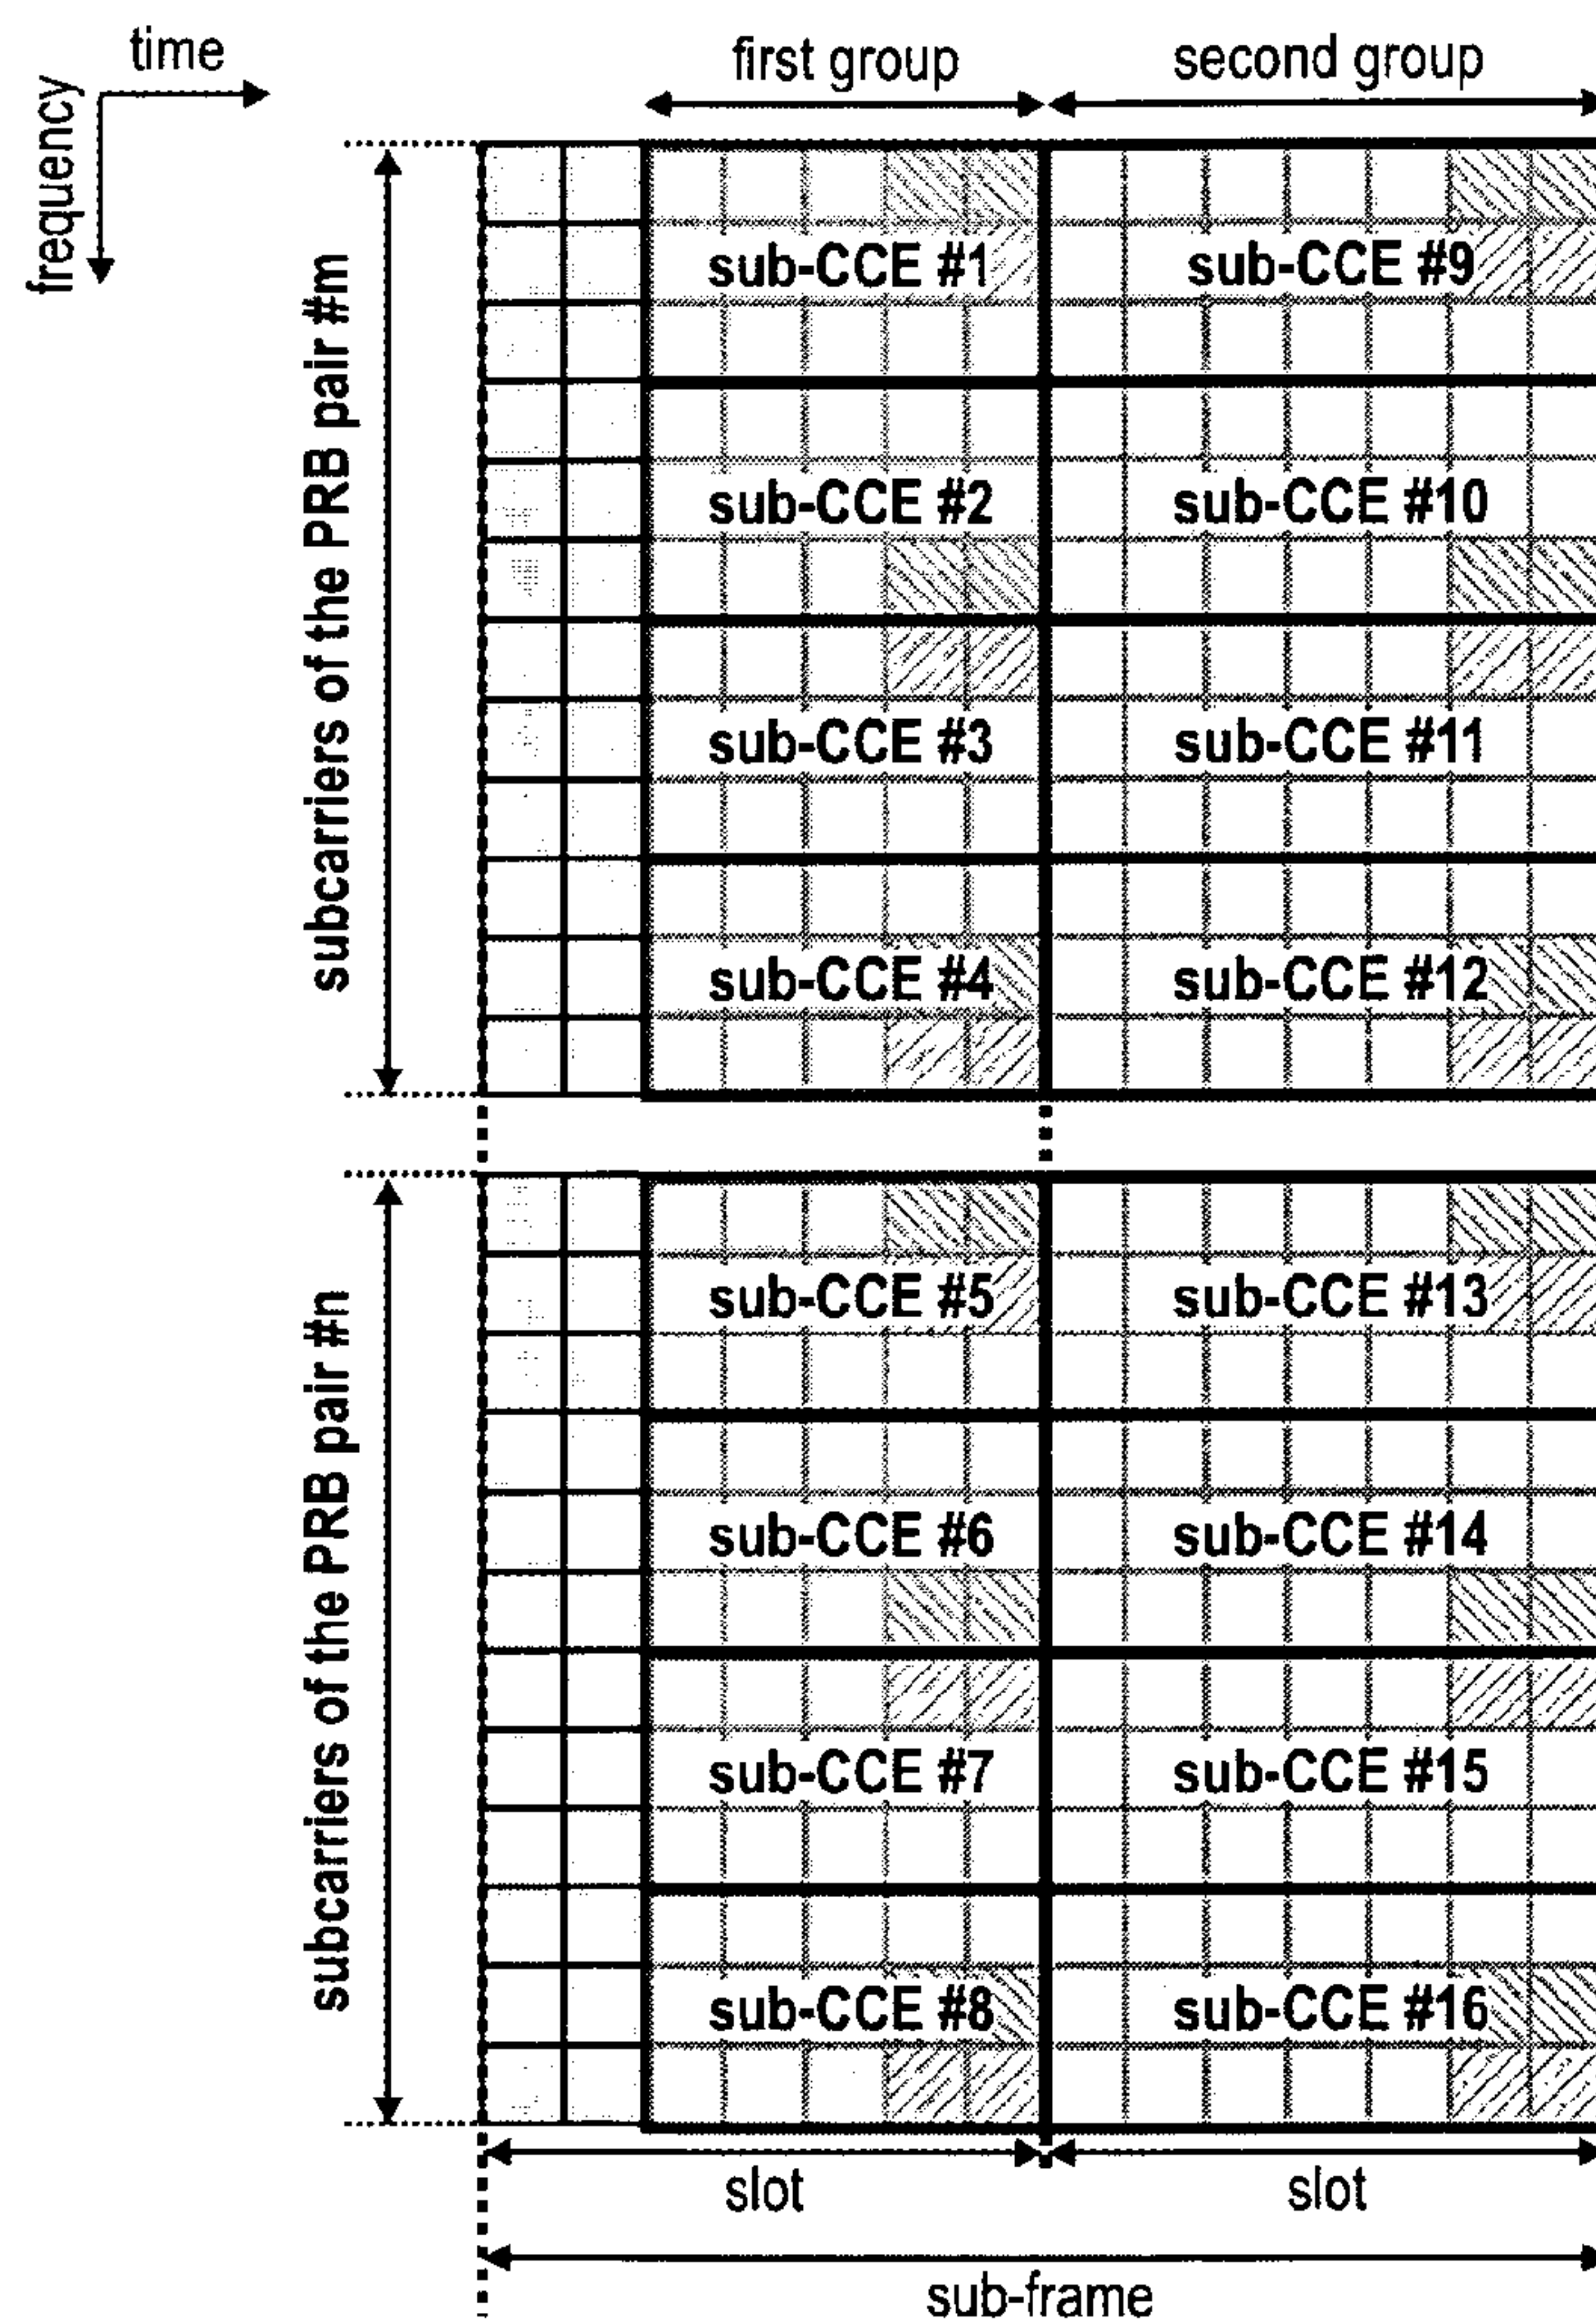 time
frequency
first group
second group
subcarriers of the PRB pair #m
sub-CCE #1
sub-CCE #9
sub-CCE #2
sub-CCE #10
sub-CCE #3
sub-CCE #11
sub-CCE #4
sub-CCE #12
subcarriers of the PRB pair #n
sub-CCE #5
sub-CCE #13
sub-CCE #6
sub-CCE #14
sub-CCE #7
sub-CCE #15
sub-CCE #8
sub-CCE #16
slot
slot
sub-frame